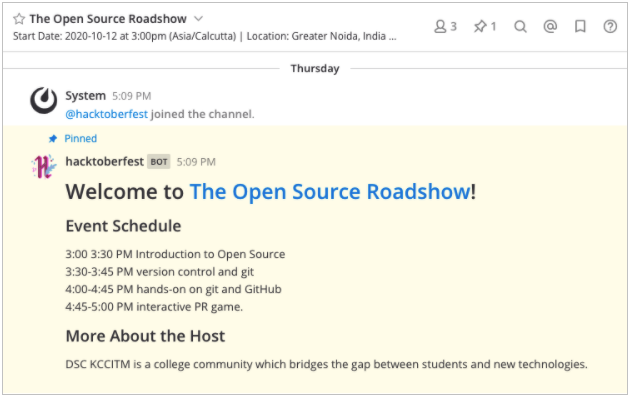 The Open Source Roadshow
Start Date: 2020-10-12 at 3:00pm (Asia/Calcutta) | Location: Greater Noida, India ...
3
1
Thursday
System 5:09 PM
@hacktoberfest joined the channel.
Pinned
hacktoberfest BOT 5:09 PM
Welcome to The Open Source Roadshow!
Event Schedule
3:00 3:30 PM Introduction to Open Source
3:30-3:45 PM version control and git
4:00-4:45 PM hands-on on git and GitHub
4:45-5:00 PM interactive PR game.
More About the Host
DSC KCCITM is a college community which bridges the gap between students and new technologies.